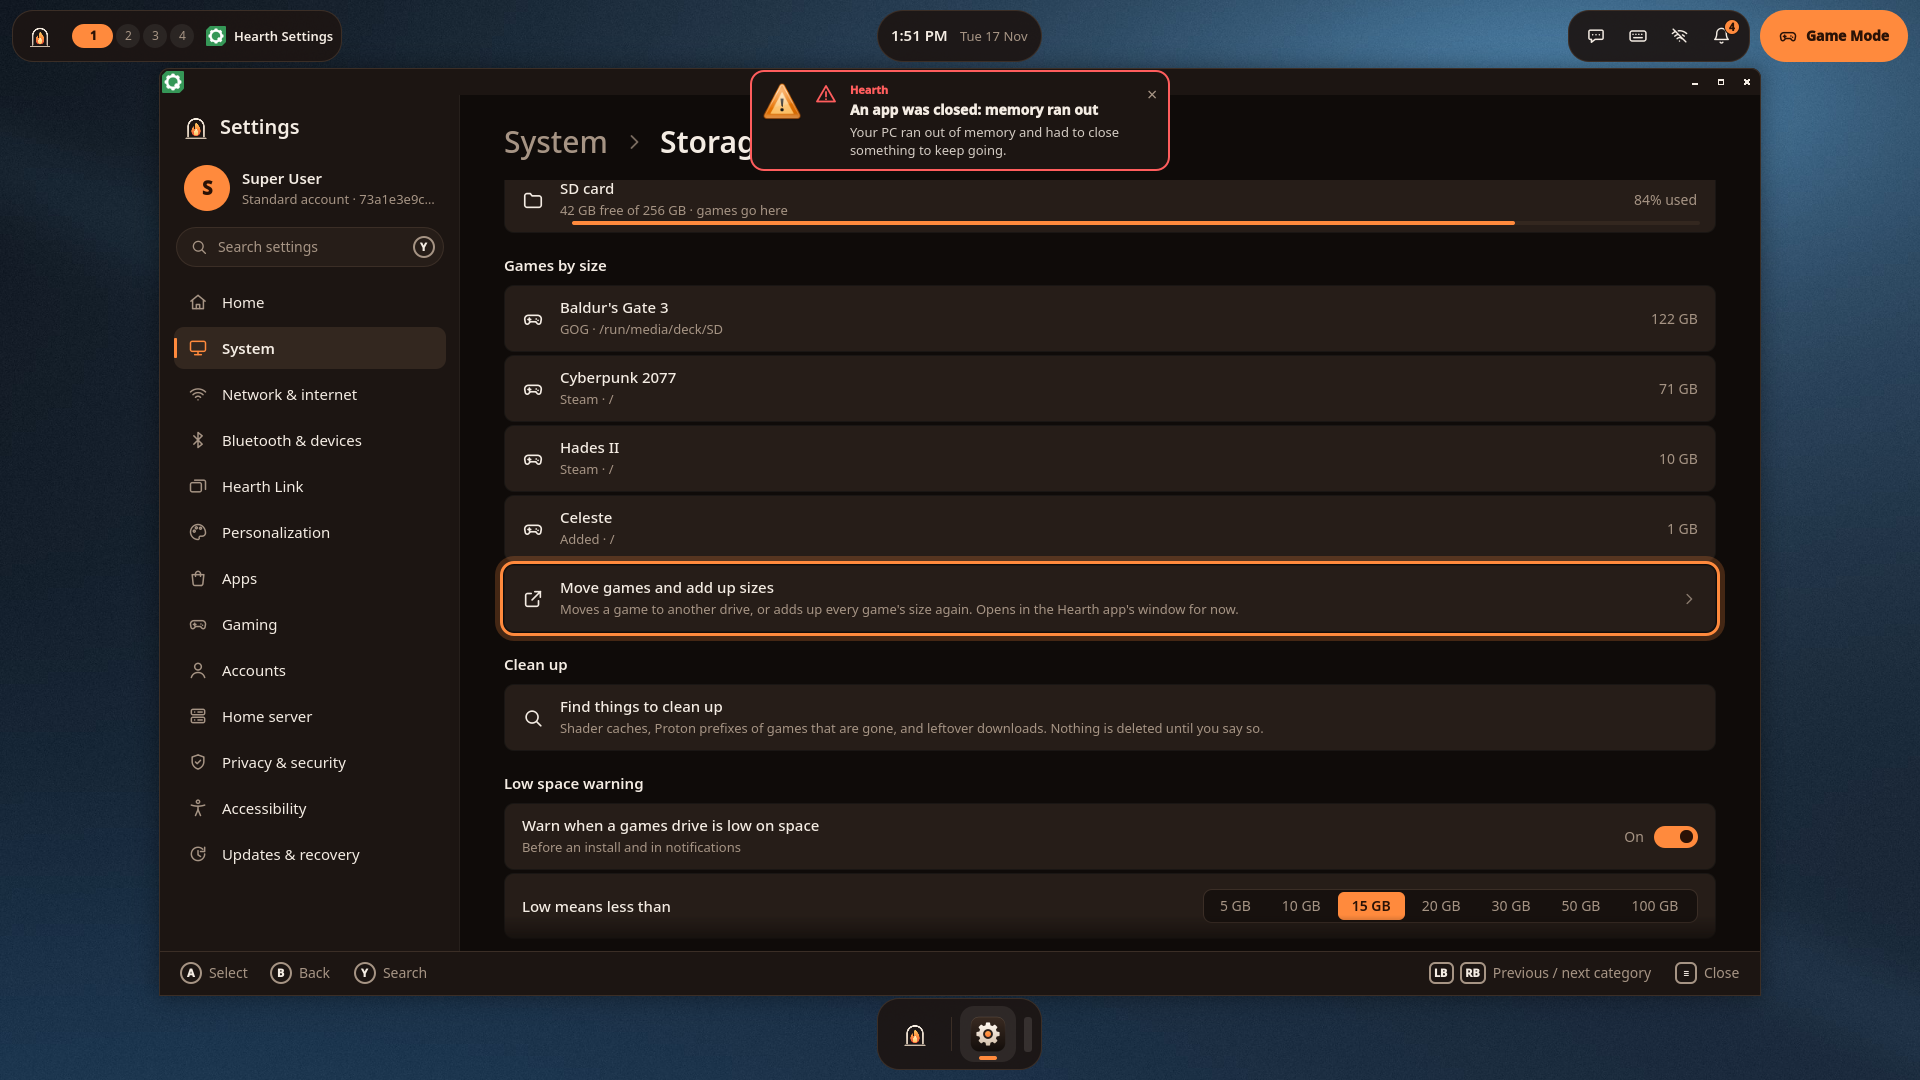 1 2 3 4 Hearth Settings
1:51 PM Tue 17 Nov
4
Game Mode
Hearth
An app was closed: memory ran out
Your PC ran out of memory and had to close
something to keep going.
Settings
S
Super User
Standard account · 73a1e3e9c...
Search settings Y
Home
System
Network & internet
Bluetooth & devices
Hearth Link
Personalization
Apps
Gaming
Accounts
Home server
Privacy & security
Accessibility
Updates & recovery
System > Storag
SD card
42 GB free of 256 GB · games go here
84% used
Games by size
Baldur's Gate 3
GOG · /run/media/deck/SD
122 GB
Cyberpunk 2077
Steam · /
71 GB
Hades II
Steam · /
10 GB
Celeste
Added · /
1 GB
Move games and add up sizes
Moves a game to another drive, or adds up every game's size again. Opens in the Hearth app's window for now.
Clean up
Find things to clean up
Shader caches, Proton prefixes of games that are gone, and leftover downloads. Nothing is deleted until you say so.
Low space warning
Warn when a games drive is low on space
Before an install and in notifications
On
Low means less than
5 GB 10 GB 15 GB 20 GB 30 GB 50 GB 100 GB
A Select B Back Y Search
LB RB Previous / next category Close